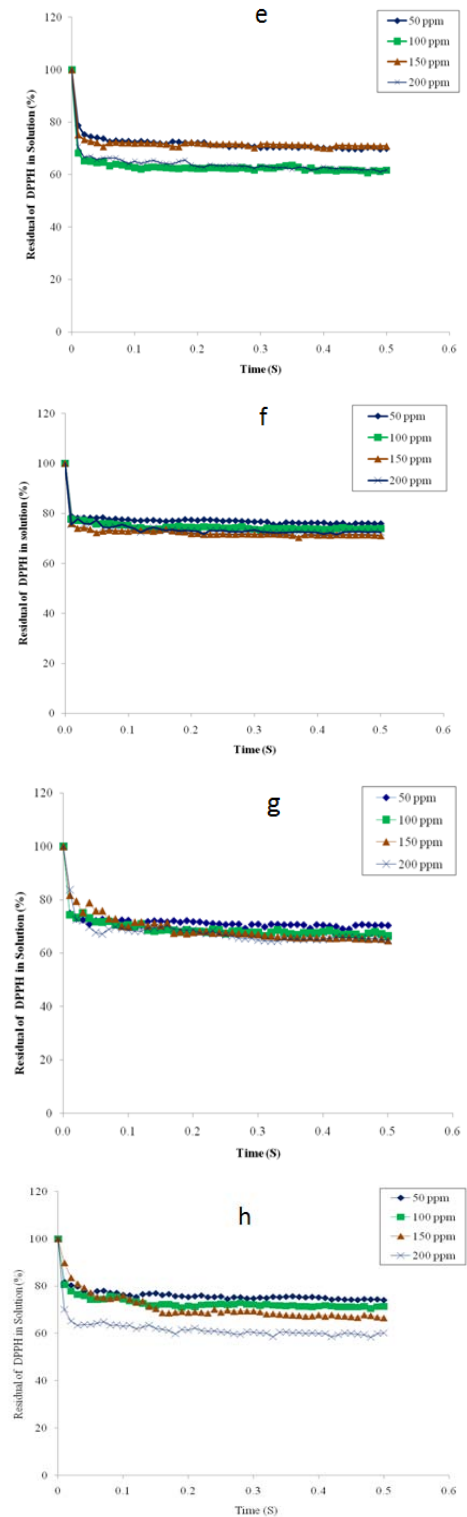 e
50 ppm
100 ppm
150 ppm
200 ppm
120
100
80
60
40
20
0
Residual of DPPH in Solution (%)
0 0.1 0.2 0.3 0.4 0.5 0.6
Time (S)
f
50 ppm
100 ppm
150 ppm
200 ppm
120
100
80
60
40
20
0
Residual of DPPH in solution (%)
0.0 0.1 0.2 0.3 0.4 0.5 0.6
Time (S)
g
50 ppm
100 ppm
150 ppm
200 ppm
120
100
80
60
40
20
0
Residual of DPPH in Solution (%)
0.0 0.1 0.2 0.3 0.4 0.5 0.6
Time (S)
h
50 ppm
100 ppm
150 ppm
200 ppm
120
100
80
60
40
20
0
Residual of DPPH in Solution (%)
0 0.1 0.2 0.3 0.4 0.5 0.6
Time (S)